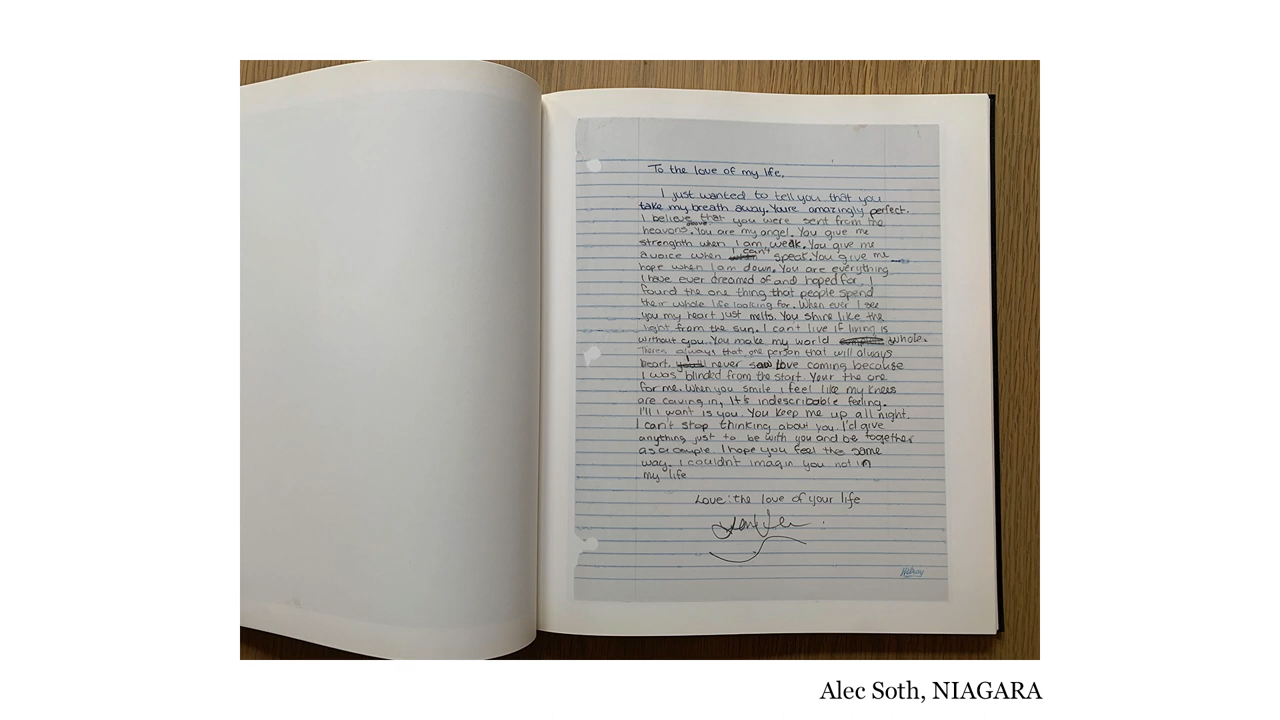 To the love of my life,
I just wanted to tell you that you
take my breath away. Youre amazingly perfect.
I believe that you were sent from the
heavons. You are my angel. You give me
strenghth when I am weak. You give me
a voice when I can't speak. You give me
hope when I am down. You are everything
I have ever dreamed of and hoped for. I
found the one thing that people spend
their whole life looking for. When ever I see
you my heart just melts. You shine like the
light from the sun. I can't live if living is
without you. You make my world whole.
Theres always that one person that will always
heart. I never saw love coming because
I was blinded from the start. Your the one
for me. When you smile i feel like my knees
are caving in, It's indescribable feeling.
I'll i want is you. You keep me up all night.
I can't stop thinking about you. I'd give
anything just to be with you and be together
as a couple. I hope you feel the same
way. I couldn't imagin you not in
my life
Love: the love of your life
Hilroy
Alec Soth, NIAGARA